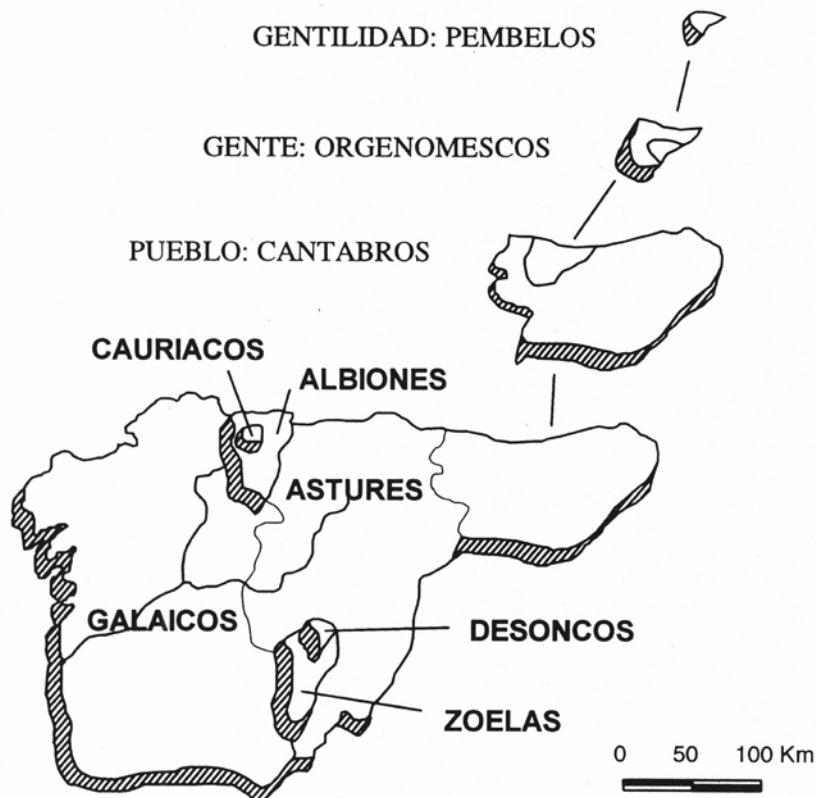 GENTILIDAD: PEMBELOS
GENTE: ORGENOMESCOS
PUEBLO: CANTABROS
CAURIACOS
ALBIONES
ASTURES
GALAICOS
DESONCOS
ZOELAS
0 50 100 Km